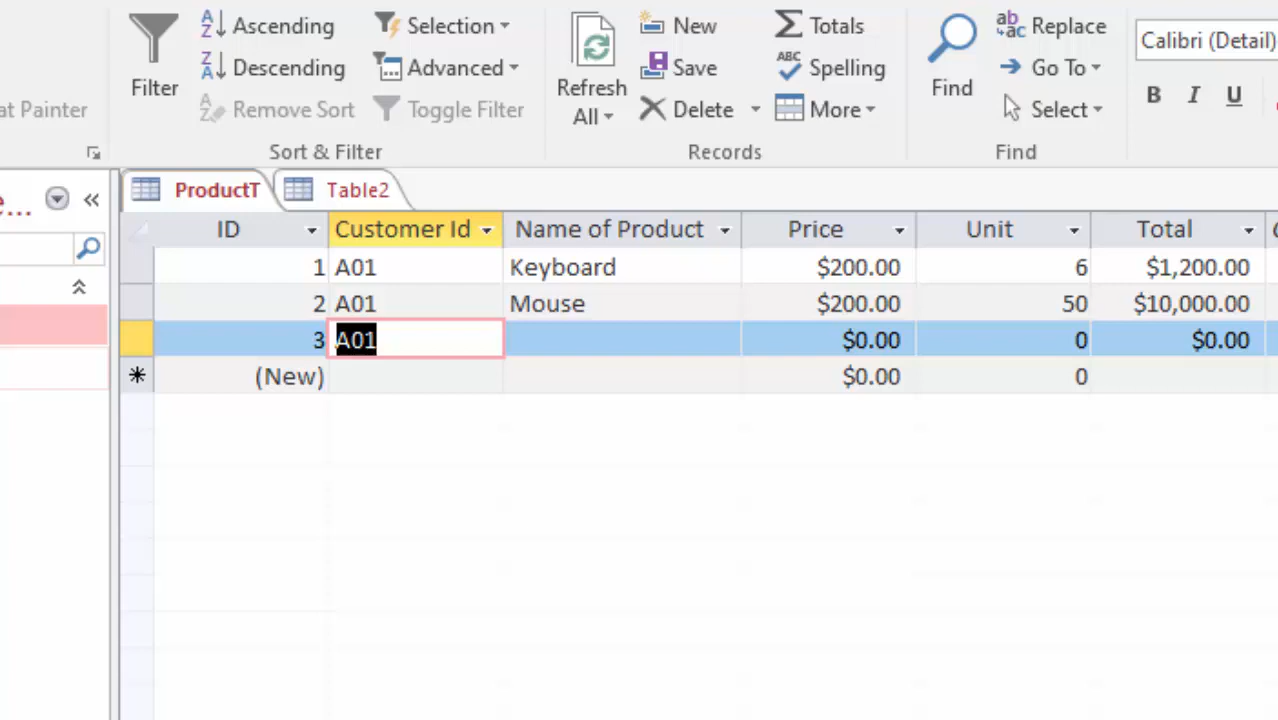 Filter
Ascending
Descending
Remove Sort
Selection
Advanced
Toggle Filter
Sort & Filter
Refresh
All
New
Save
Delete
Totals
Spelling
More
Records
Find
Replace
Go To
Select
Find
Calibri (Detail)
B I U
at Painter
ProductT Table2
ID Customer Id Name of Product Price Unit Total
1 A01 Keyboard $200.00 6 $1,200.00
2 A01 Mouse $200.00 50 $10,000.00
3 A01 $0.00 0 $0.00
(New) $0.00 0